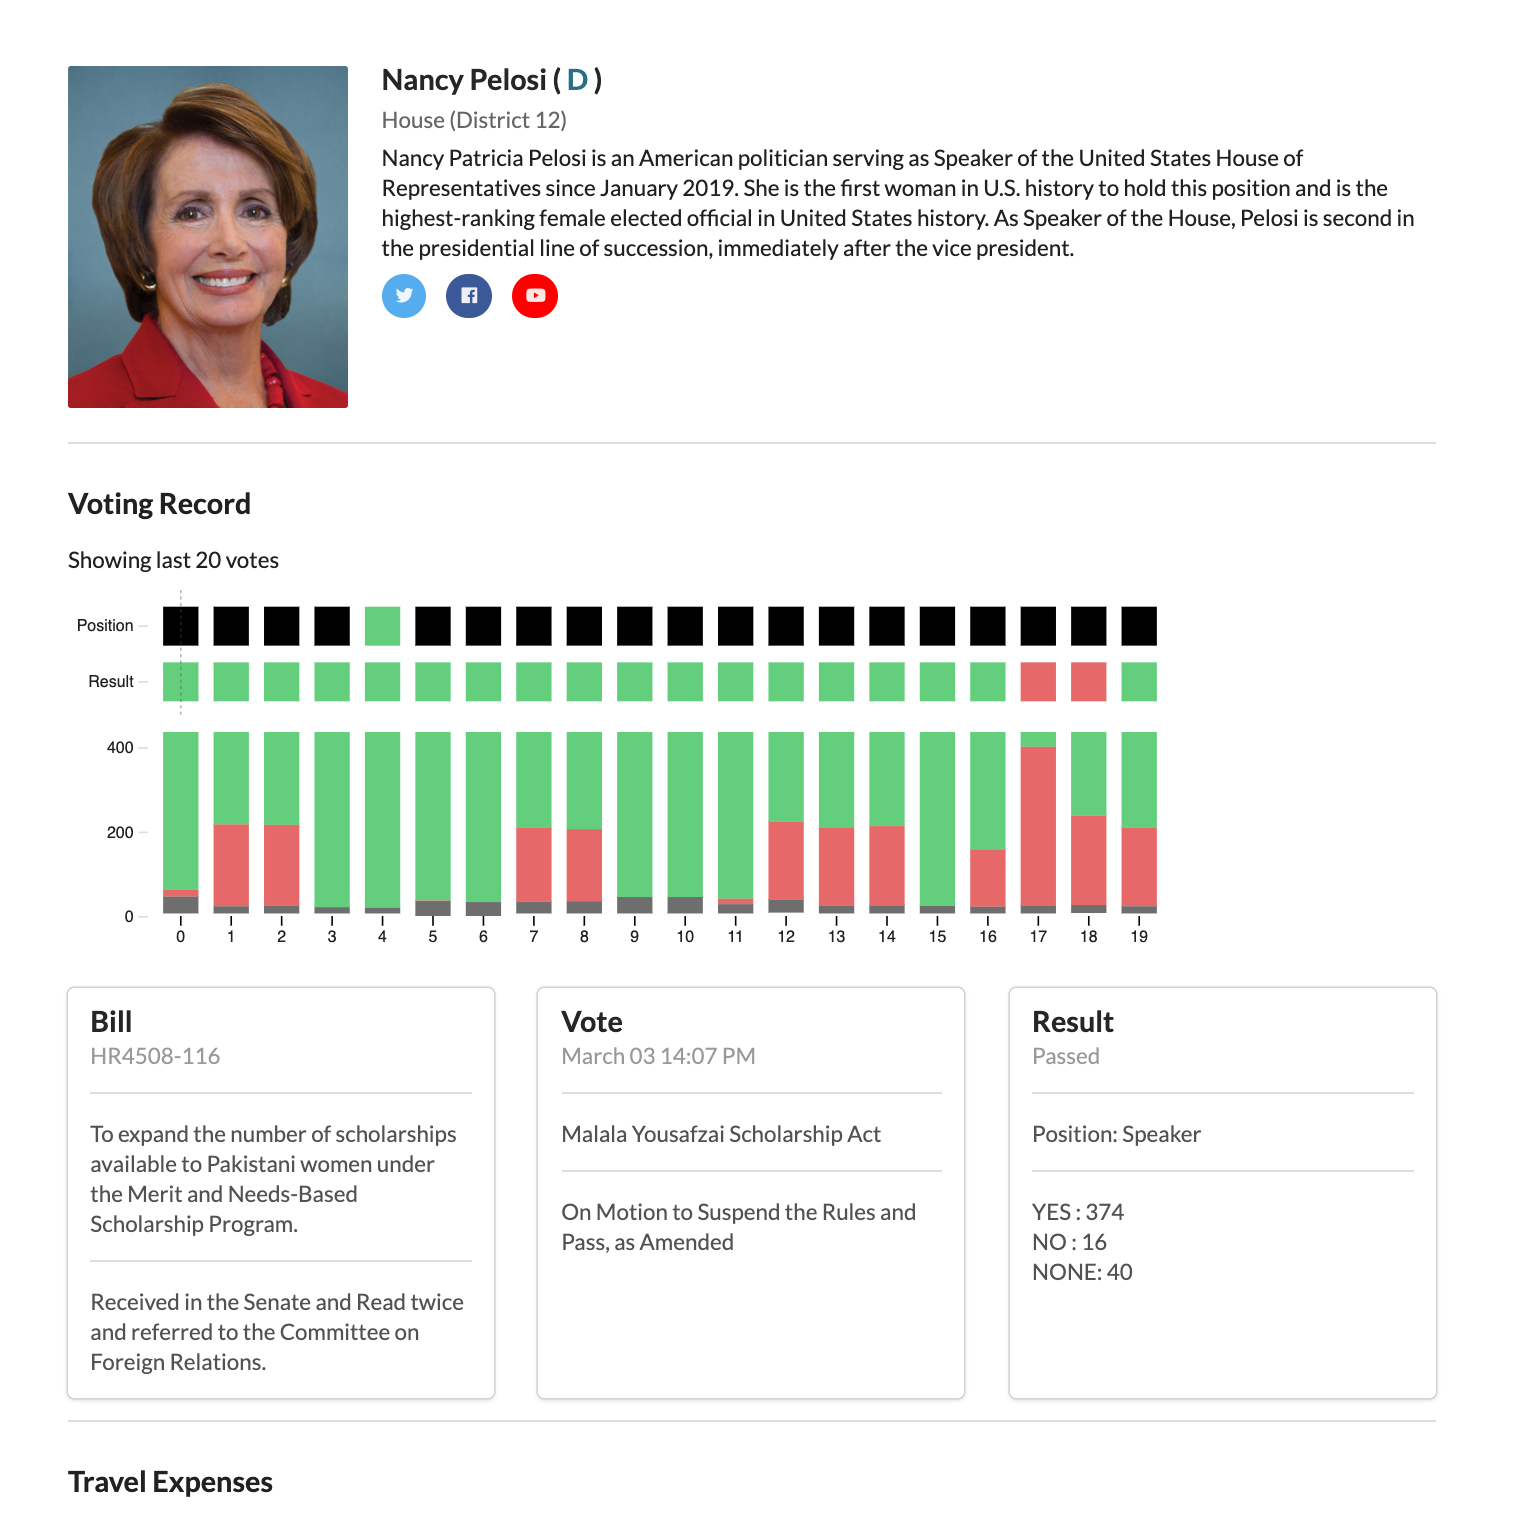 Nancy Pelosi ( D )
House (District 12)
Nancy Patricia Pelosi is an American politician serving as Speaker of the United States House of
Representatives since January 2019. She is the first woman in U.S. history to hold this position and is the
highest-ranking female elected official in United States history. As Speaker of the House, Pelosi is second in
the presidential line of succession, immediately after the vice president.
Voting Record
Showing last 20 votes
Position
Result
400
200
0
0 1 2 3 4 5 6 7 8 9 10 11 12 13 14 15 16 17 18 19
Bill
HR4508-116
To expand the number of scholarships
available to Pakistani women under
the Merit and Needs-Based
Scholarship Program.
Received in the Senate and Read twice
and referred to the Committee on
Foreign Relations.
Vote
March 03 14:07 PM
Malala Yousafzai Scholarship Act
On Motion to Suspend the Rules and
Pass, as Amended
Result
Passed
Position: Speaker
YES : 374
NO : 16
NONE: 40
Travel Expenses